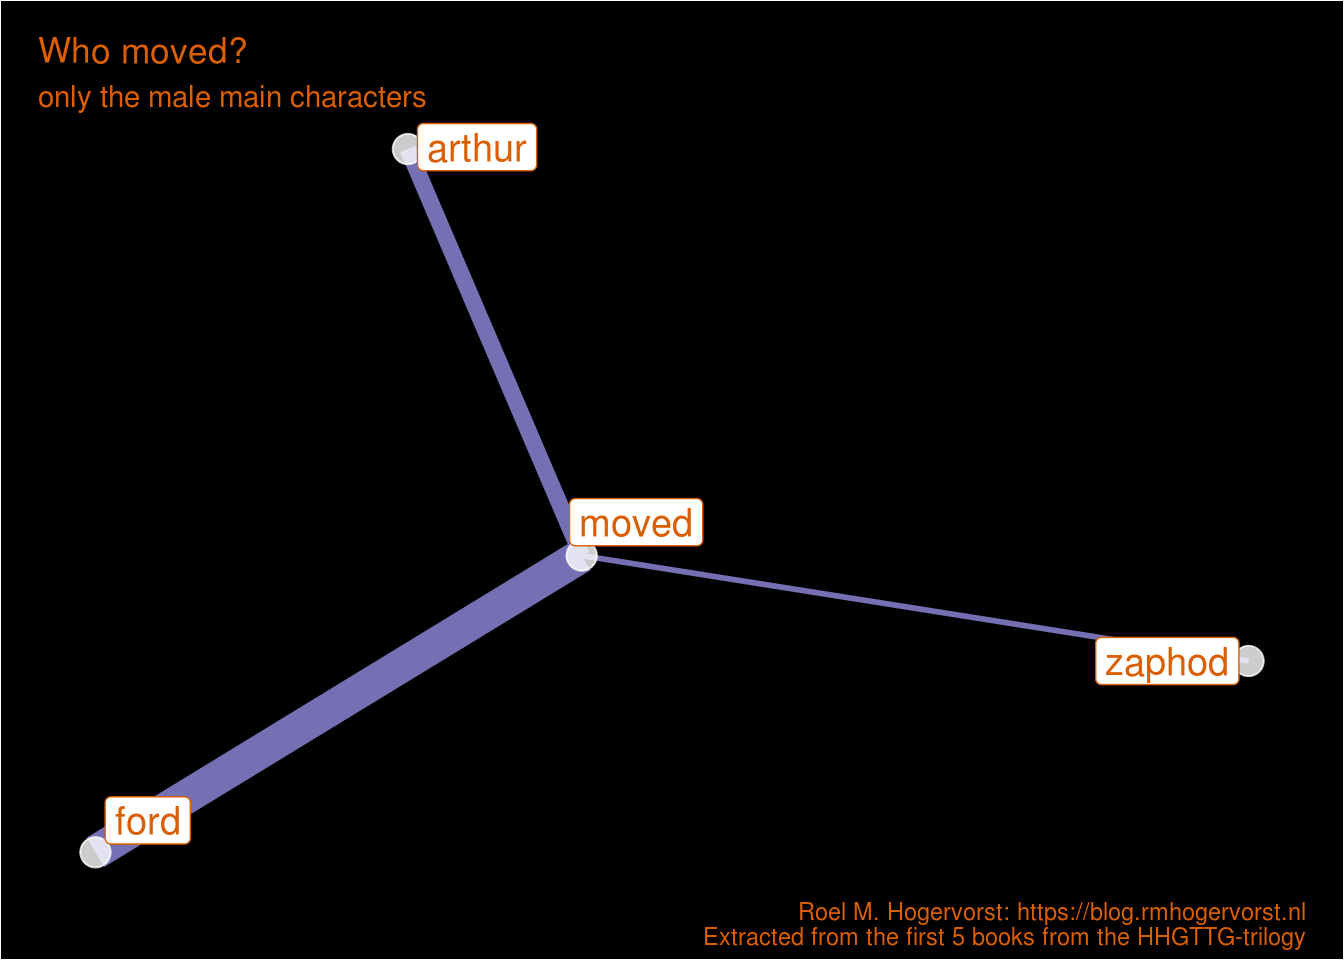 Who moved?
only the male main characters
arthur
moved
zaphod
ford
Roel M. Hogervorst: https://blog.rmhogervorst.nl
Extracted from the first 5 books from the HHGTTG-trilogy